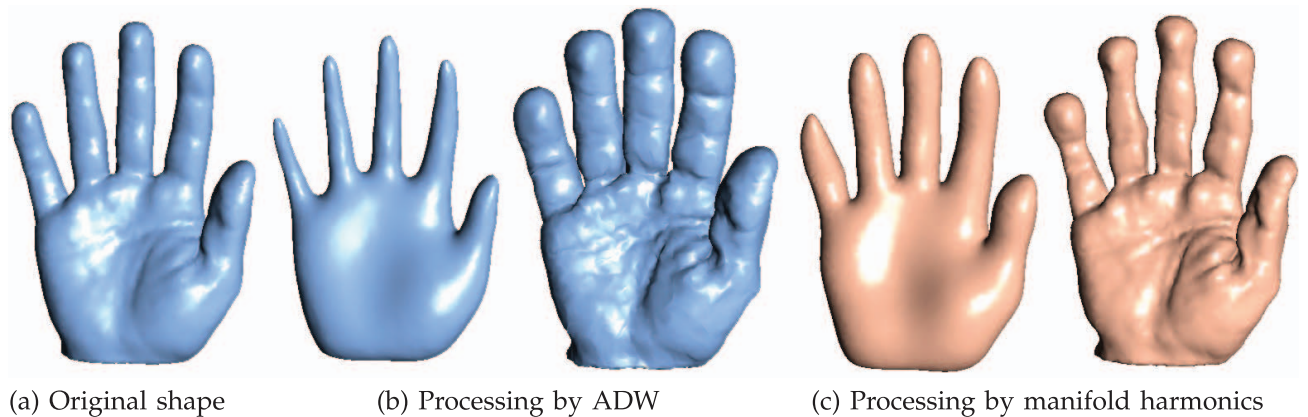 (a) Original shape
(b) Processing by ADW
(c) Processing by manifold harmonics